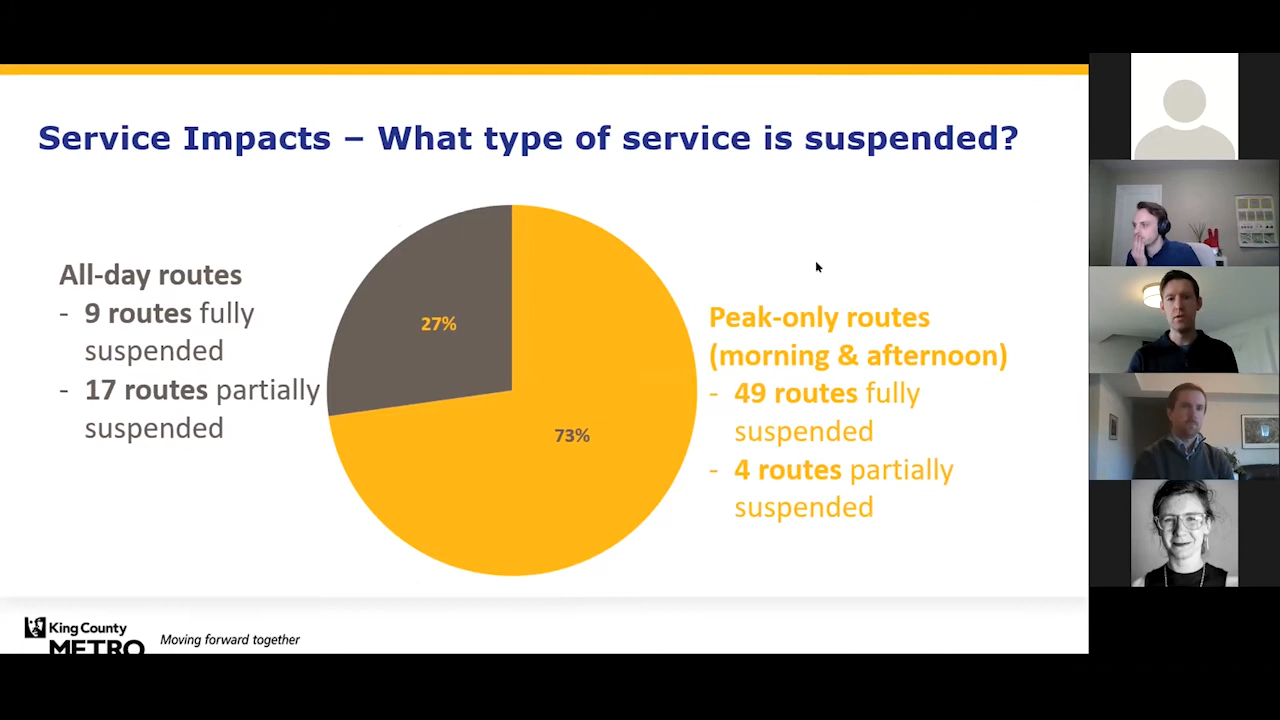 Service Impacts – What type of service is suspended?
All-day routes
- 9 routes fully
suspended
- 17 routes partially
suspended
27%
73%
Peak-only routes
(morning & afternoon)
- 49 routes fully
suspended
- 4 routes partially
suspended
King County
METRO
Moving forward together